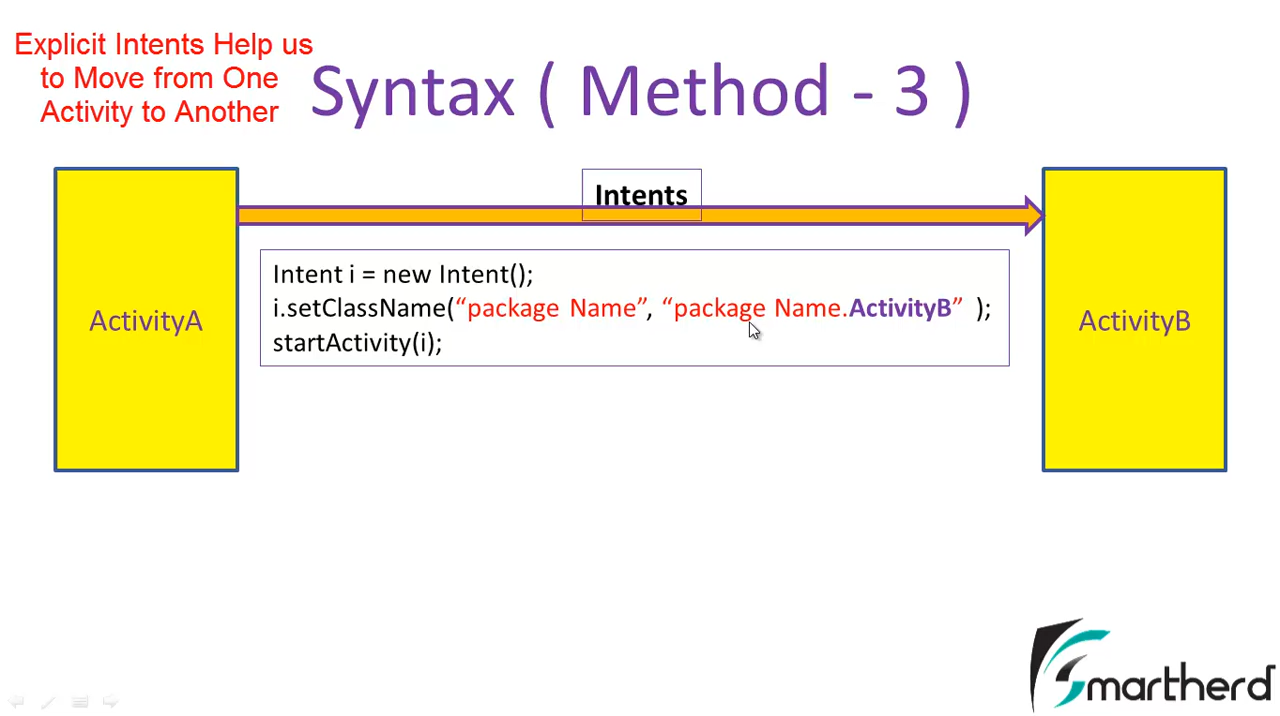 Explicit Intents Help us
to Move from One
Activity to Another
Syntax ( Method - 3 )
Intents
ActivityA
Intent i = new Intent();
i.setClassName(“package Name”, “package Name.ActivityB” );
startActivity(i);
ActivityB
Smartherd